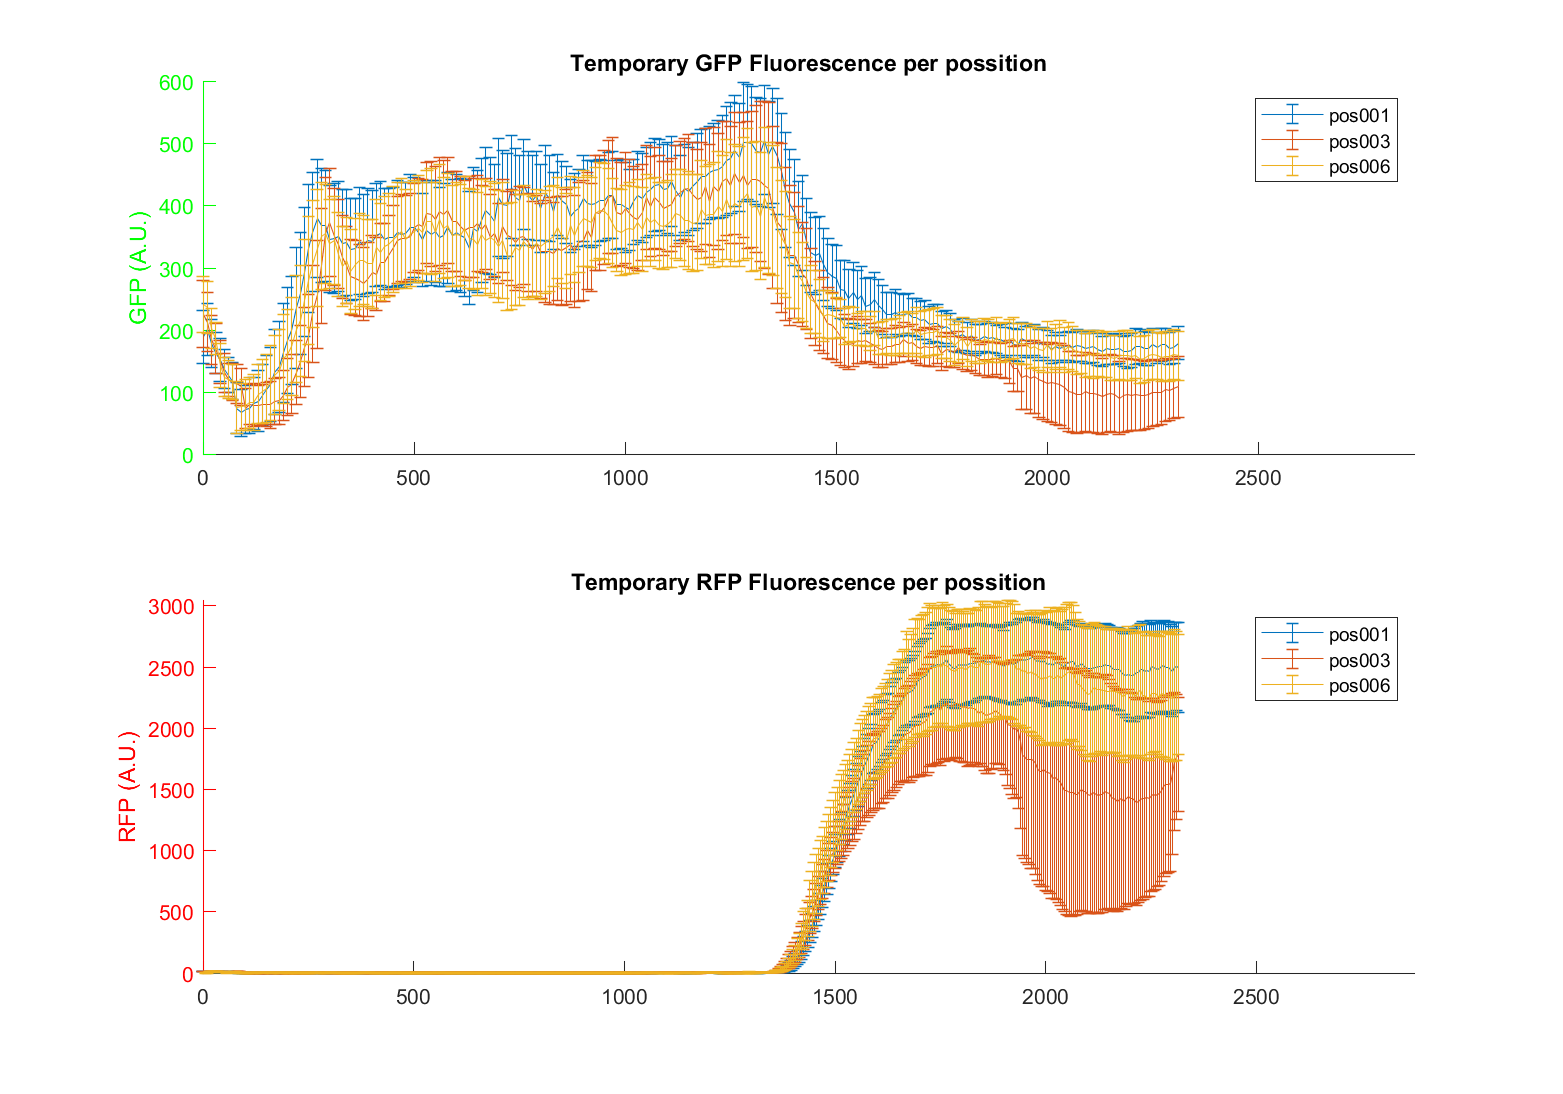 Temporary GFP Fluorescence per possition
GFP (A.U.)
600
500
400
300
200
100
0
0 500 1000 1500 2000 2500
pos001
pos003
pos006
Temporary RFP Fluorescence per possition
RFP (A.U.)
3000
2500
2000
1500
1000
500
0
0 500 1000 1500 2000 2500
pos001
pos003
pos006